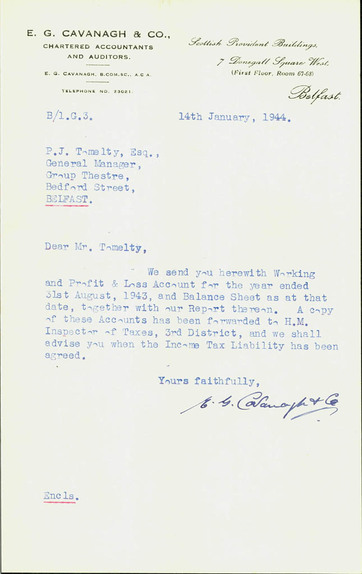 E. G. CAVANAGH & CO.,
CHARTERED ACCOUNTANTS
AND AUDITORS.
E. G. CAVANAGH, B.COM.SC., A.C.A.
TELEPHONE NO. 23021.
Scottish Provident Buildings,
7 Donegall Square West,
(First Floor, Room 67-68)
Belfast.
B/1.G.3.
14th January, 1944.
P.J. Tomelty, Esq.,
General Manager,
Group Theatre,
Bedford Street,
BELFAST.
Dear Mr. Tomelty,
We send you herewith Working
and Profit & Loss Account for the year ended
31st August, 1943, and Balance Sheet as at that
date, together with our Report thereon. A copy
of these Accounts has been forwarded to H.M.
Inspector of Taxes, 3rd District, and we shall
advise you when the Income Tax Liability has been
agreed.
Yours faithfully,
E. G. Cavanagh & Co
Encls.